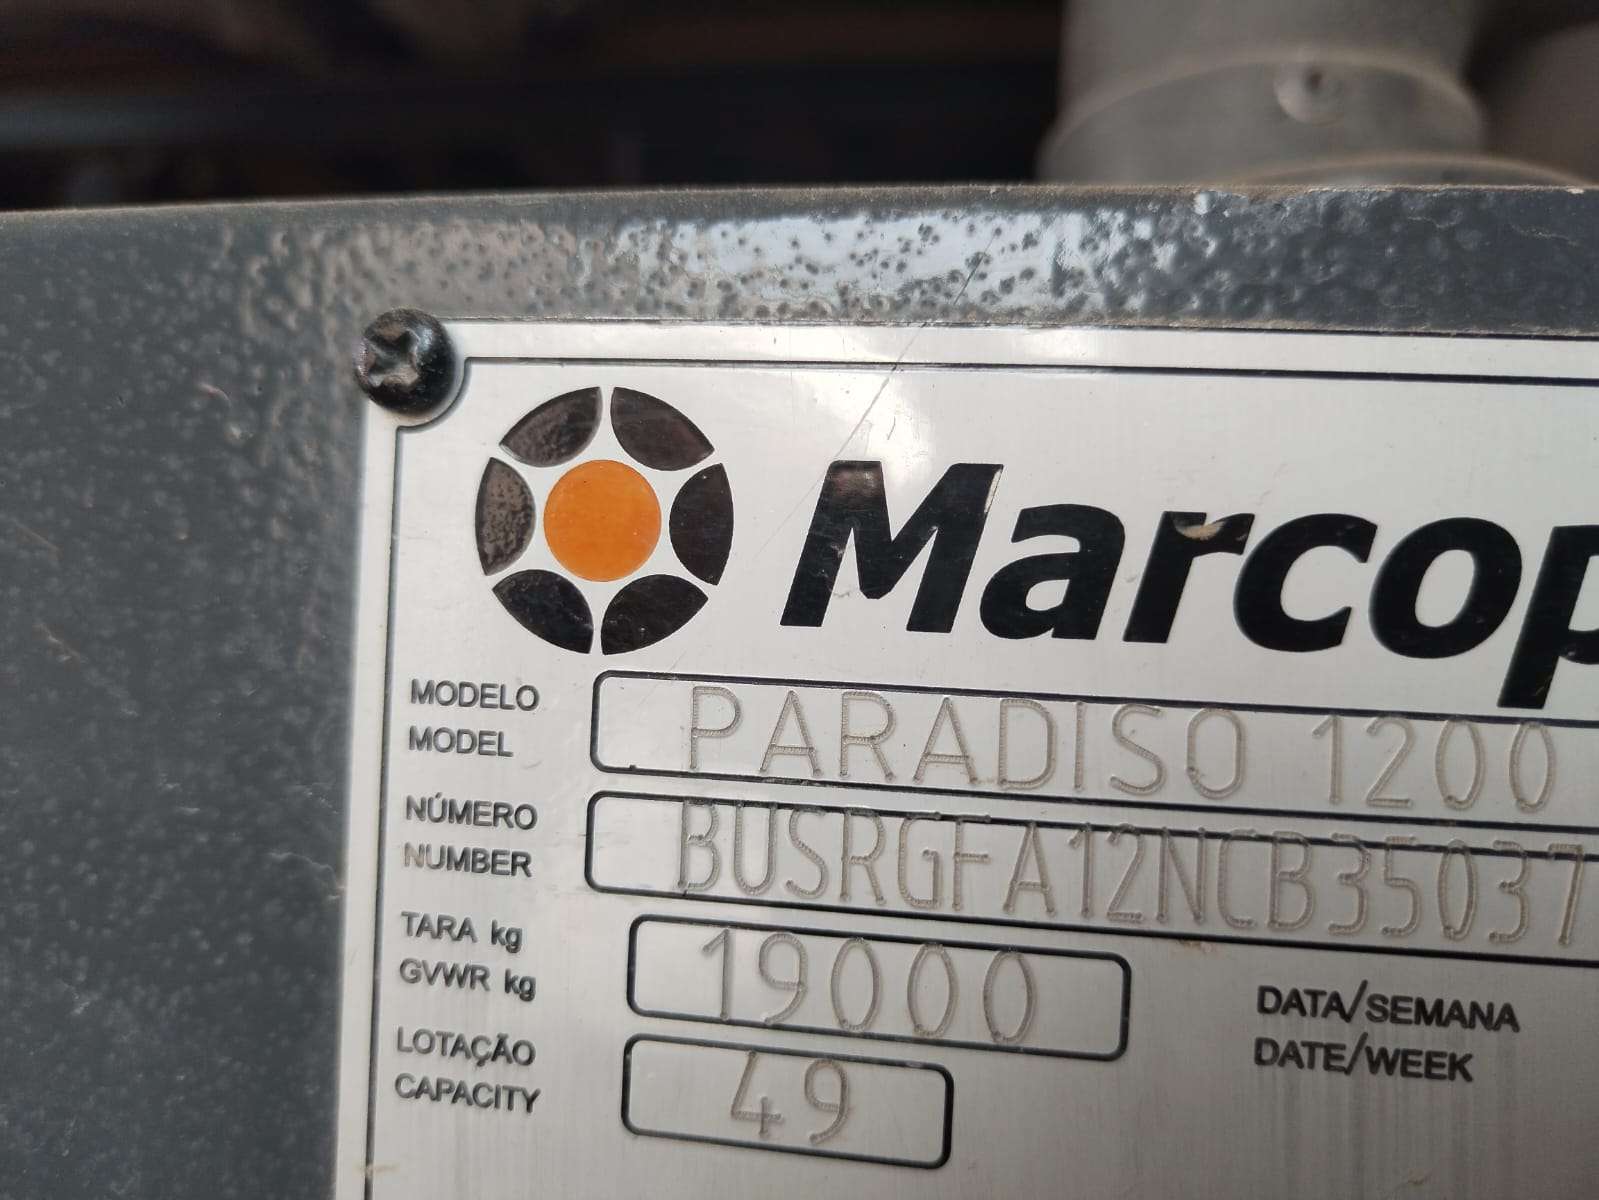 Marcop
MODELO PARADISO 1200
MODEL
NÚMERO BUSRGFA12NCB35037
NUMBER
TARA kg 19000
GVWR kg
DATA/SEMANA
DATE/WEEK
LOTAÇÃO 49
CAPACITY